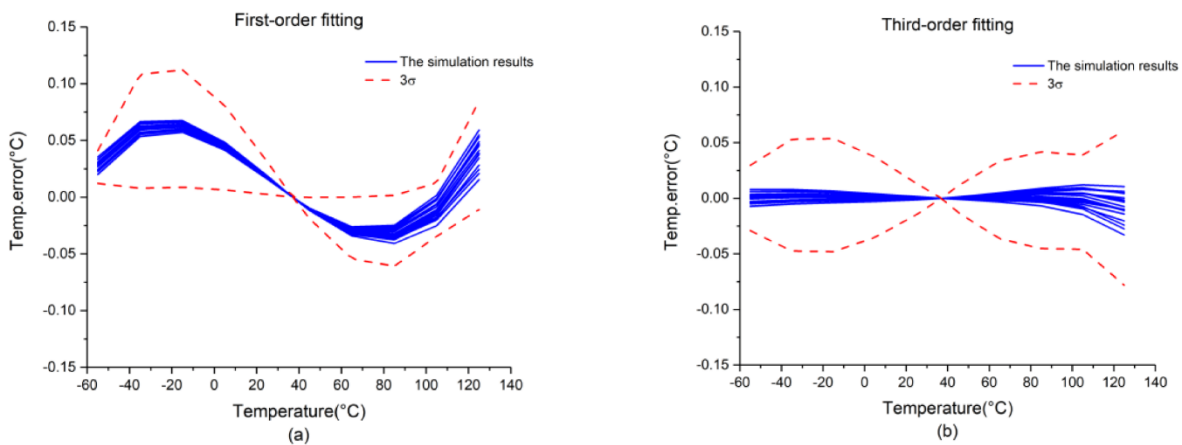 First-order fitting
0.15
0.10
0.05
0.00
-0.05
-0.10
-0.15
Temp.error(°C)
The simulation results
3σ
-60 -40 -20 0 20 40 60 80 100 120 140
Temperature(°C)
(a)
Third-order fitting
0.15
0.10
0.05
0.00
-0.05
-0.10
-0.15
Temp.error(°C)
The simulation results
3σ
-60 -40 -20 0 20 40 60 80 100 120 140
Temperature(°C)
(b)